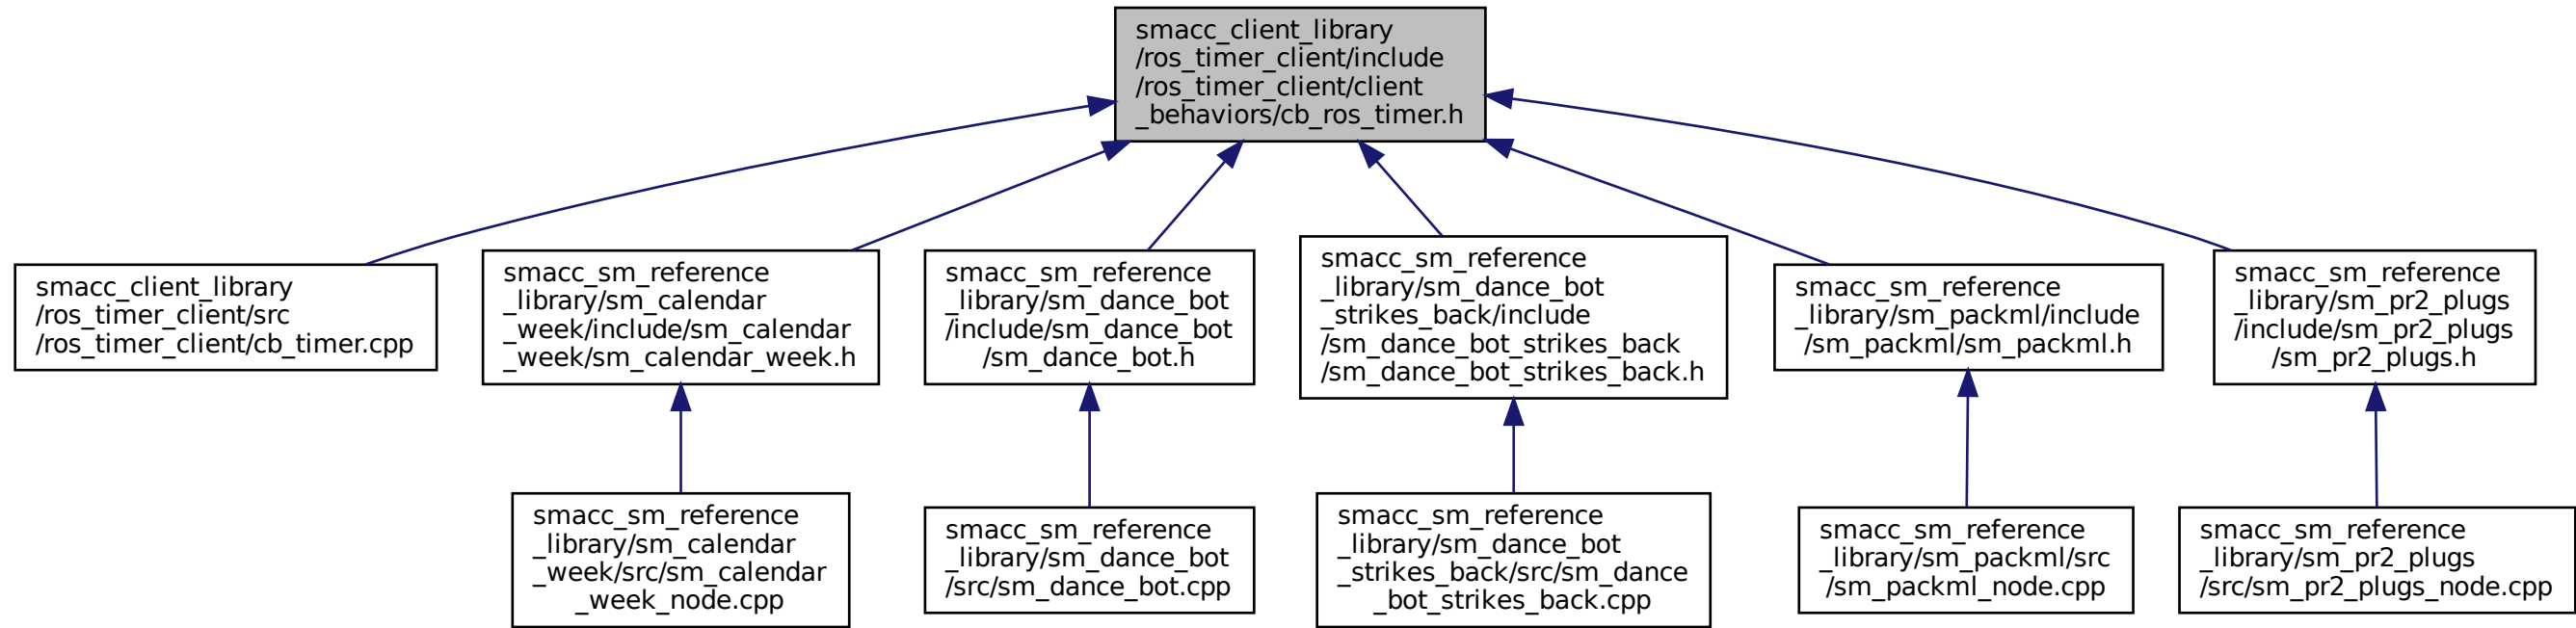 smacc_client_library
/ros_timer_client/include
/ros_timer_client/client
_behaviors/cb_ros_timer.h
smacc_client_library
/ros_timer_client/src
/ros_timer_client/cb_timer.cpp
smacc_sm_reference
_library/sm_calendar
_week/include/sm_calendar
_week/sm_calendar_week.h
smacc_sm_reference
_library/sm_dance_bot
/include/sm_dance_bot
/sm_dance_bot.h
smacc_sm_reference
_library/sm_dance_bot
_strikes_back/include
/sm_dance_bot_strikes_back
/sm_dance_bot_strikes_back.h
smacc_sm_reference
_library/sm_packml/include
/sm_packml/sm_packml.h
smacc_sm_reference
_library/sm_pr2_plugs
/include/sm_pr2_plugs
/sm_pr2_plugs.h
smacc_sm_reference
_library/sm_calendar
_week/src/sm_calendar
_week_node.cpp
smacc_sm_reference
_library/sm_dance_bot
/src/sm_dance_bot.cpp
smacc_sm_reference
_library/sm_dance_bot
_strikes_back/src/sm_dance
_bot_strikes_back.cpp
smacc_sm_reference
_library/sm_packml/src
/sm_packml_node.cpp
smacc_sm_reference
_library/sm_pr2_plugs
/src/sm_pr2_plugs_node.cpp